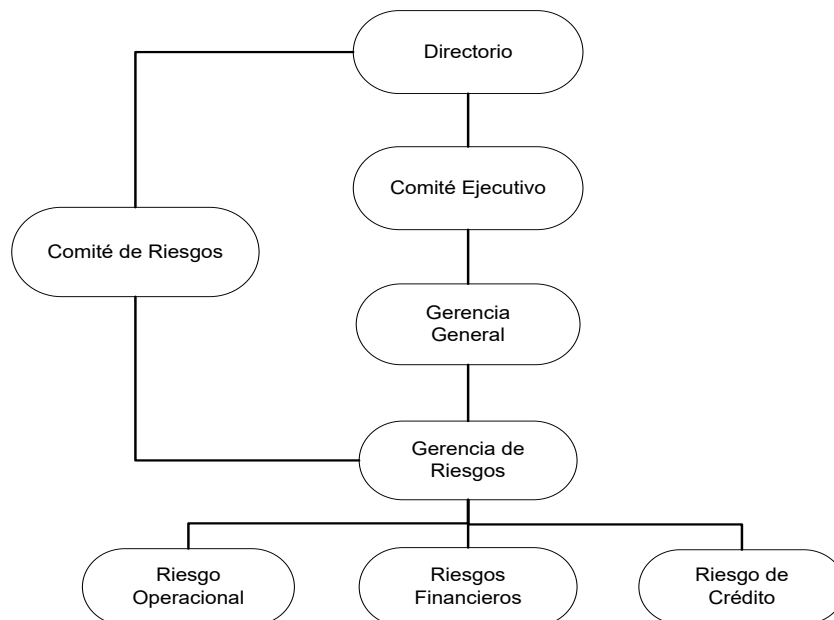 Directorio
Comité Ejecutivo
Comité de Riesgos
Gerencia
General
Gerencia de
Riesgos
Riesgo
Operacional
Riesgos
Financieros
Riesgo de
Crédito